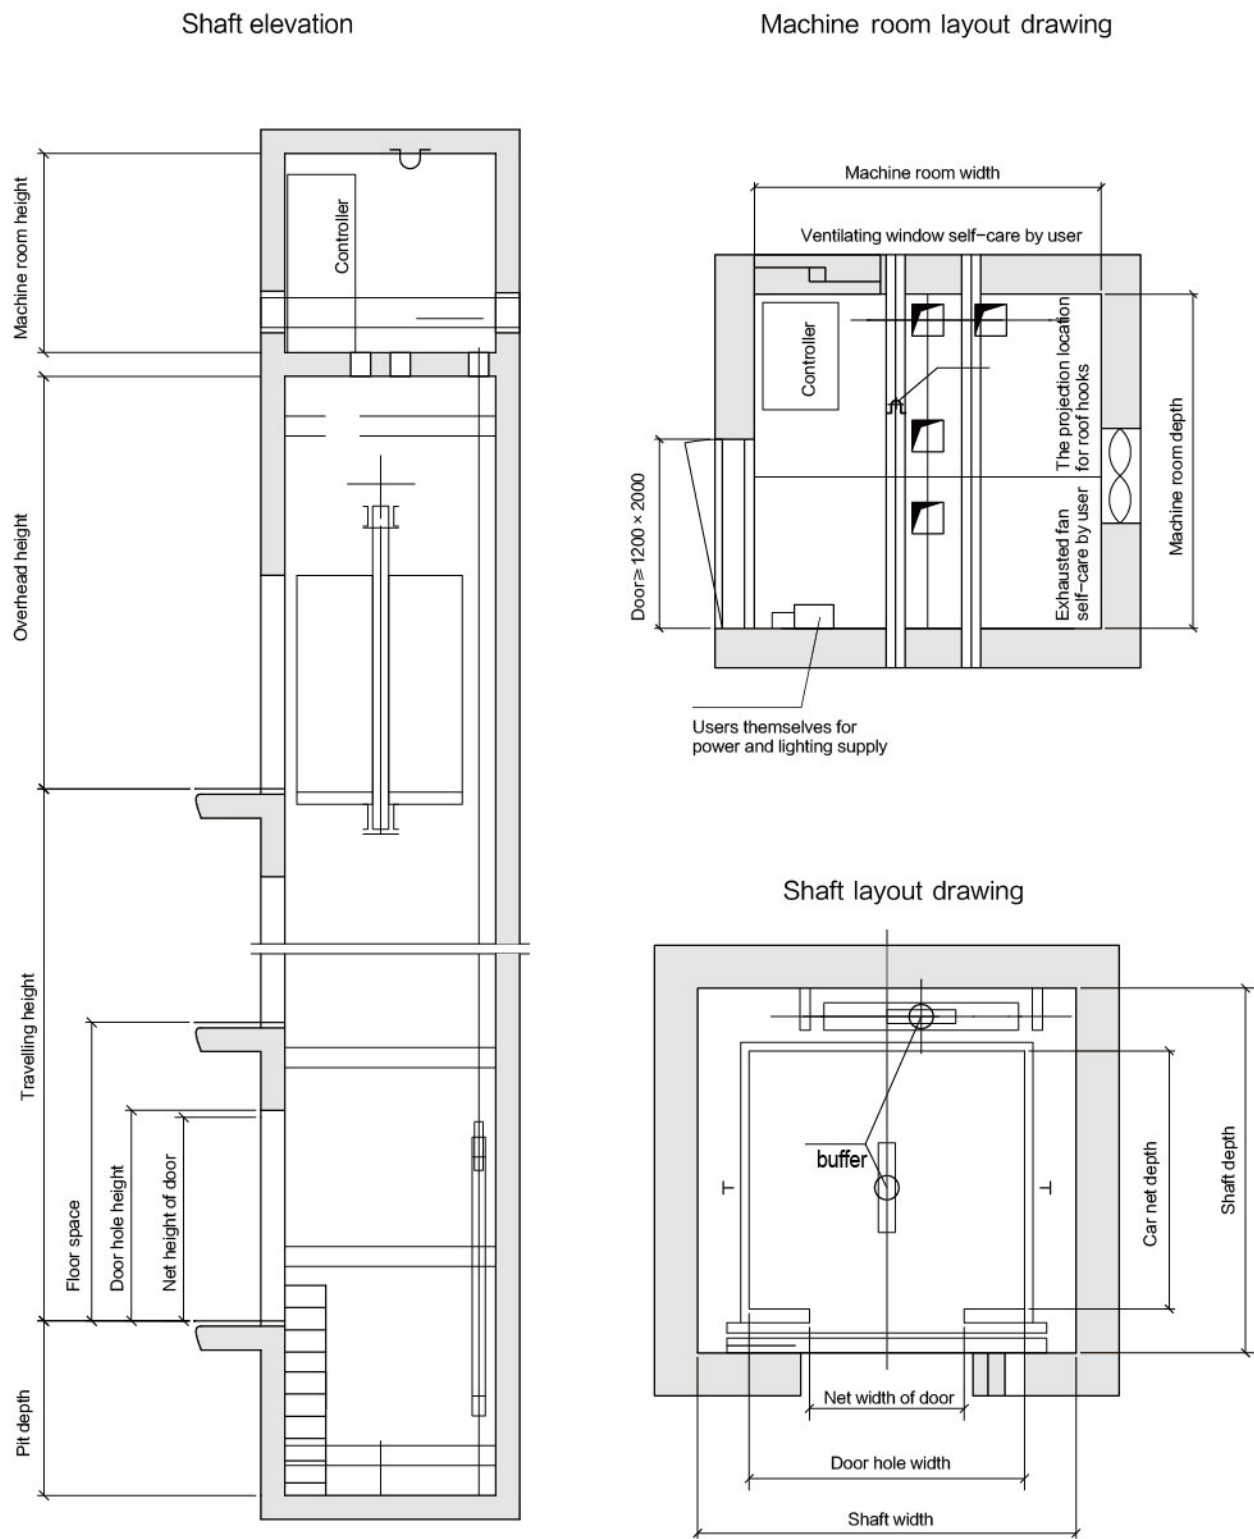 Shaft elevation
Machine room height
Controller
Overhead height
Travelling height
Floor space
Door hole height
Net height of door
Pit depth
Machine room layout drawing
Machine room width
Ventilating window self-care by user
Controller
The projection location
for roof hooks
Exhausted fan
self-care by user
Machine room depth
Door≥1200×2000
Users themselves for
power and lighting supply
Shaft layout drawing
buffer
Car net depth
Shaft depth
Net width of door
Door hole width
Shaft width